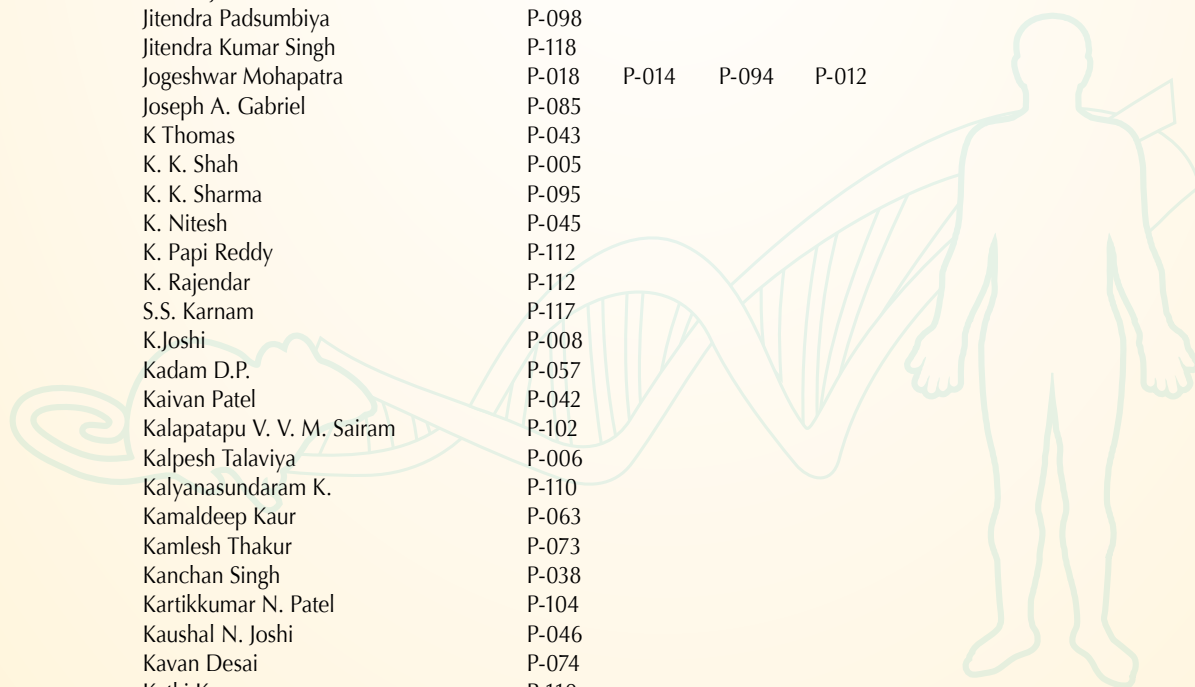 Jitendra Padsumbiya P-098
Jitendra Kumar Singh P-118
Jogeshwar Mohapatra P-018 P-014 P-094 P-012
Joseph A. Gabriel P-085
K Thomas P-043
K. K. Shah P-005
K. K. Sharma P-095
K. Nitesh P-045
K. Papi Reddy P-112
K. Rajendar P-112
S.S. Karnam P-117
K.Joshi P-008
Kadam D.P. P-057
Kaivan Patel P-042
Kalapatapu V. V. M. Sairam P-102
Kalpesh Talaviya P-006
Kalyanasundaram K. P-110
Kamaldeep Kaur P-063
Kamlesh Thakur P-073
Kanchan Singh P-038
Kartikkumar N. Patel P-104
Kaushal N. Joshi P-046
Kavan Desai P-074